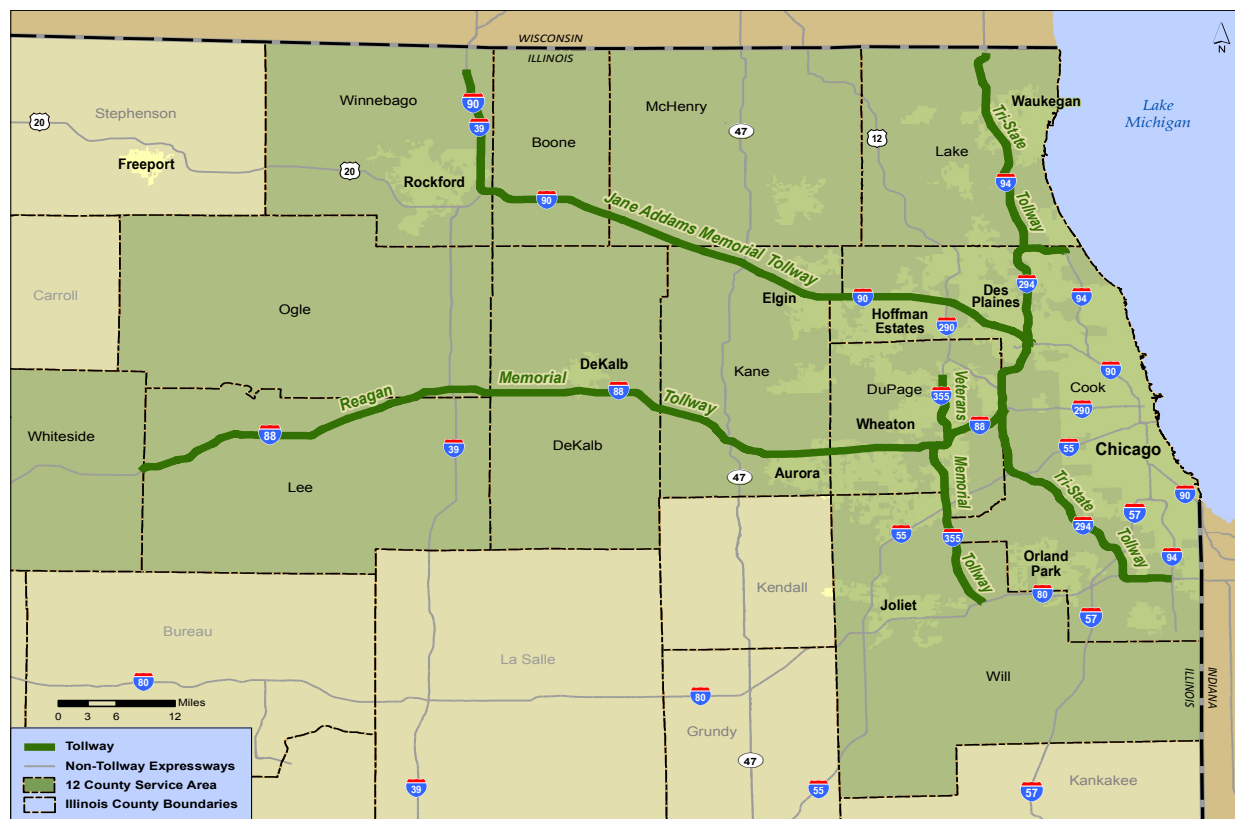 WISCONSIN
ILLINOIS
N
Stephenson
20
Freeport
Winnebago
90
39
20
Rockford
Boone
90
McHenry
47
12
Lake
Waukegan
Tri-State
94
Tollway
Lake
Michigan
Jane Addams Memorial Tollway
Carroll
Ogle
39
Elgin
90
Hoffman
Estates
290
Des
Plaines
294
94
Whiteside
Reagan
Memorial
DeKalb
88
Tollway
Kane
DuPage
355
Veterans
Wheaton
88
Memorial
90
Cook
290
55
Chicago
88
Lee
39
DeKalb
47
Aurora
55
355
Tollway
Tri-State
294
Tollway
57
90
94
Orland
Park
80
57
Kendall
Joliet
Bureau
La Salle
Will
ILLINOIS
INDIANA
80
80
Miles
0 3 6 12
Grundy
47
39
55
57
Kankakee
Tollway
Non-Tollway Expressways
12 County Service Area
Illinois County Boundaries